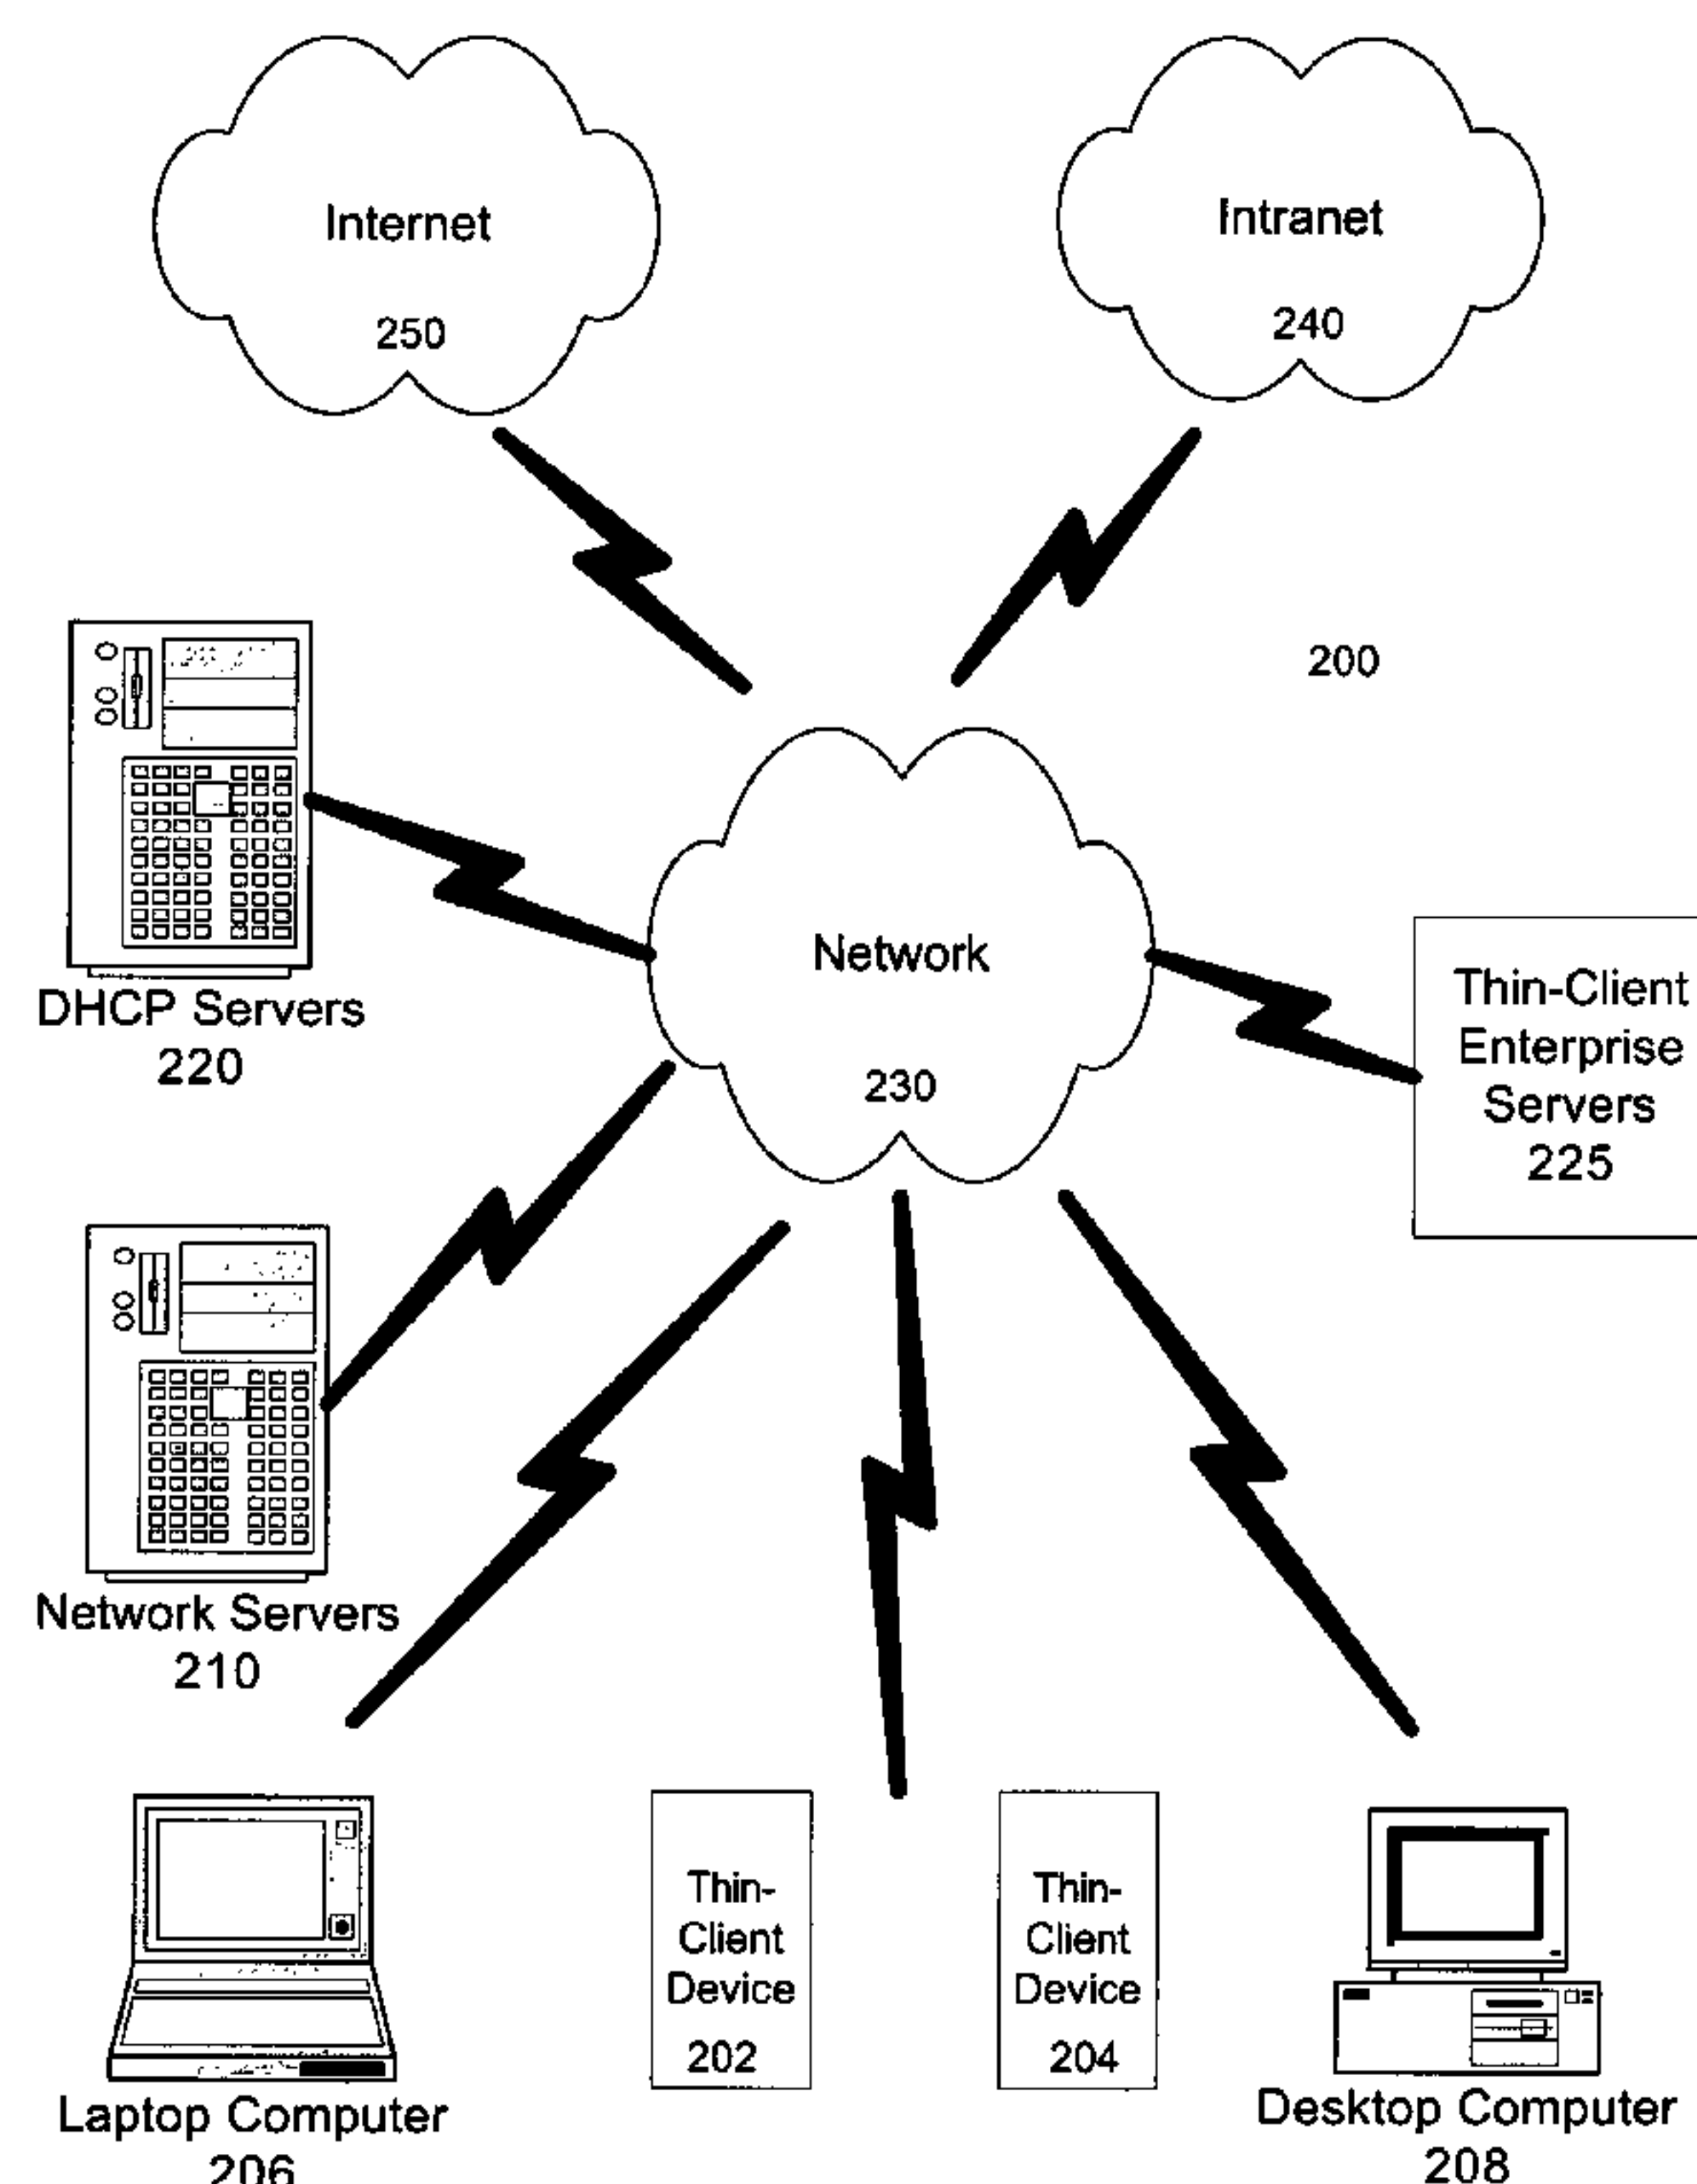 Internet
250
Intranet
240
200
DHCP Servers
220
Network
230
Thin-Client
Enterprise
Servers
225
Network Servers
210
Laptop Computer
206
Thin-
Client
Device
202
Thin-
Client
Device
204
Desktop Computer
208